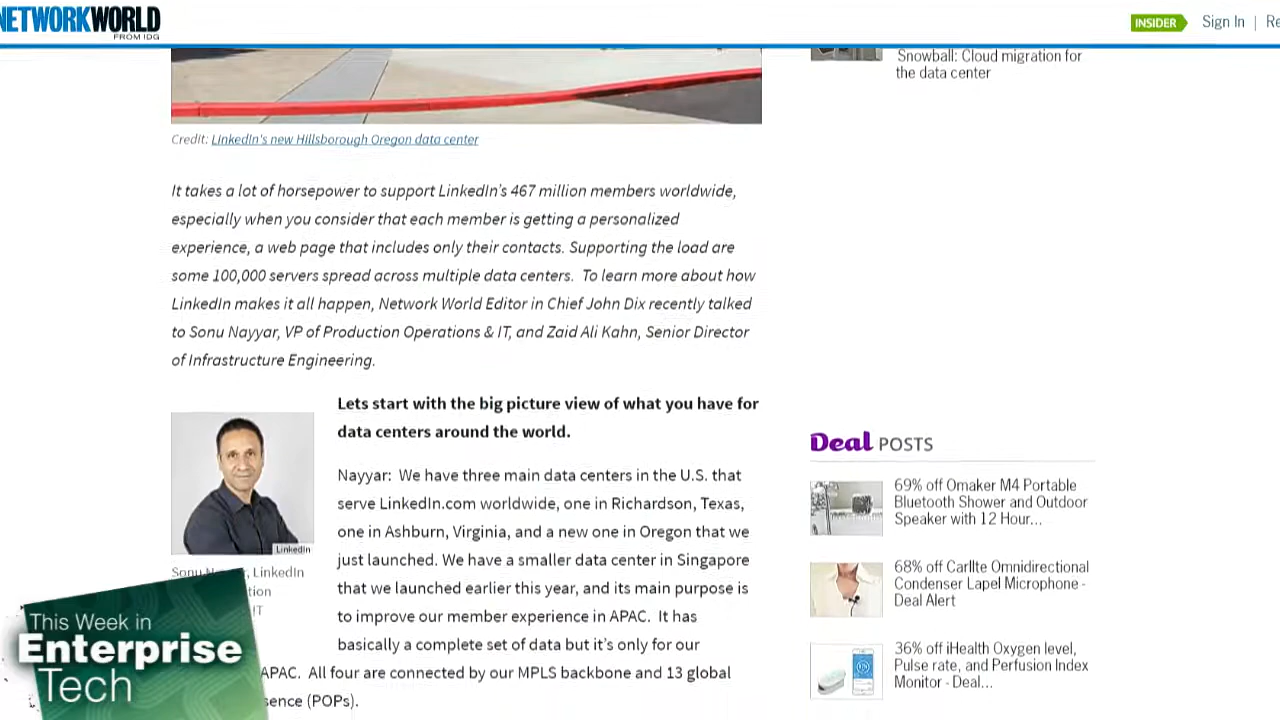 NETWORKWORLD
FROM IDG
INSIDER
Sign In |
Snowball: Cloud migration for
the data center
Credit: LinkedIn's new Hillsborough Oregon data center
It takes a lot of horsepower to support LinkedIn's 467 million members worldwide,
especially when you consider that each member is getting a personalized
experience, a web page that includes only their contacts. Supporting the load are
some 100,000 servers spread across multiple data centers. To learn more about how
LinkedIn makes it all happen, Network World Editor in Chief John Dix recently talked
to Sonu Nayyar, VP of Production Operations & IT, and Zaid Ali Kahn, Senior Director
of Infrastructure Engineering.
Lets start with the big picture view of what you have for
data centers around the world.
Nayyar: We have three main data centers in the U.S. that
serve LinkedIn.com worldwide, one in Richardson, Texas,
one in Ashburn, Virginia, and a new one in Oregon that we
just launched. We have a smaller data center in Singapore
that we launched earlier this year, and its main purpose is
to improve our member experience in APAC. It has
basically a complete set of data but it's only for our
APAC. All four are connected by our MPLS backbone and 13 global
(POPs).
LinkedIn
LinkedIn
IT
This Week in
Enterprise
Tech
Deal POSTS
69% off Omaker M4 Portable
Bluetooth Shower and Outdoor
Speaker with 12 Hour...
68% off Carllte Omnidirectional
Condenser Lapel Microphone -
Deal Alert
36% off iHealth Oxygen level,
Pulse rate, and Perfusion Index
Monitor - Deal...